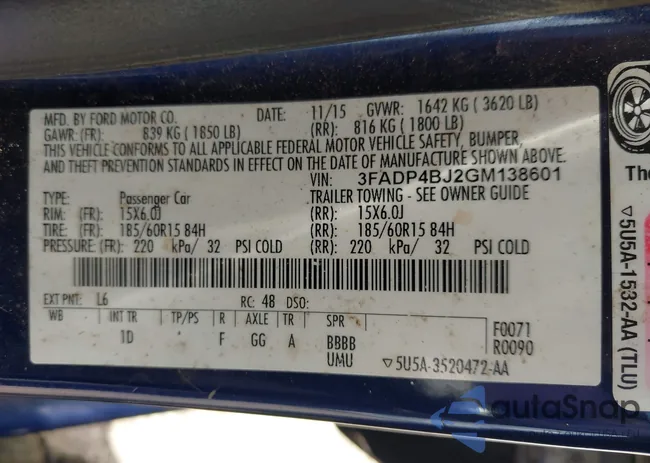 MFD. BY FORD MOTOR CO. DATE: 11/15 GVWR: 1642 KG ( 3620 LB)
GAWR: (FR): 839 KG ( 1850 LB) (RR): 816 KG ( 1800 LB)
THIS VEHICLE CONFORMS TO ALL APPLICABLE FEDERAL MOTOR VEHICLE SAFETY, BUMPER,
AND THEFT PREVENTION STANDARDS IN EFFECT ON THE DATE OF MANUFACTURE SHOWN ABOVE.
VIN: 3FADP4BJ2GM138601
TYPE: Passenger Car TRAILER TOWING - SEE OWNER GUIDE
RIM: (FR): 15X6.0J (RR): 15X6.0J
TIRE: (FR): 185/60R15 84H (RR): 185/60R15 84H
PRESSURE: (FR): 220 kPa/ 32 PSI COLD (RR): 220 kPa/ 32 PSI COLD
EXT PNT: L6 RC: 48 DSO:
WB INT TR TP/PS R AXLE TR SPR
1D * F GG A BBBB
UMU
F0071
R0090
▽5U5A-3520472-AA
The
▽5U5A-1532-AA (TLU)
autoSnap